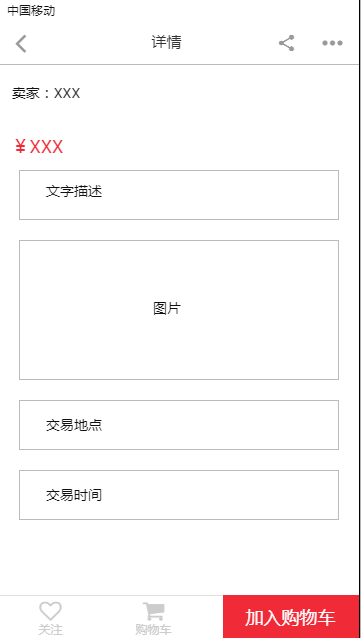 中国移动
详情
卖家：XXX
￥XXX
文字描述
图片
交易地点
交易时间
关注
购物车
加入购物车